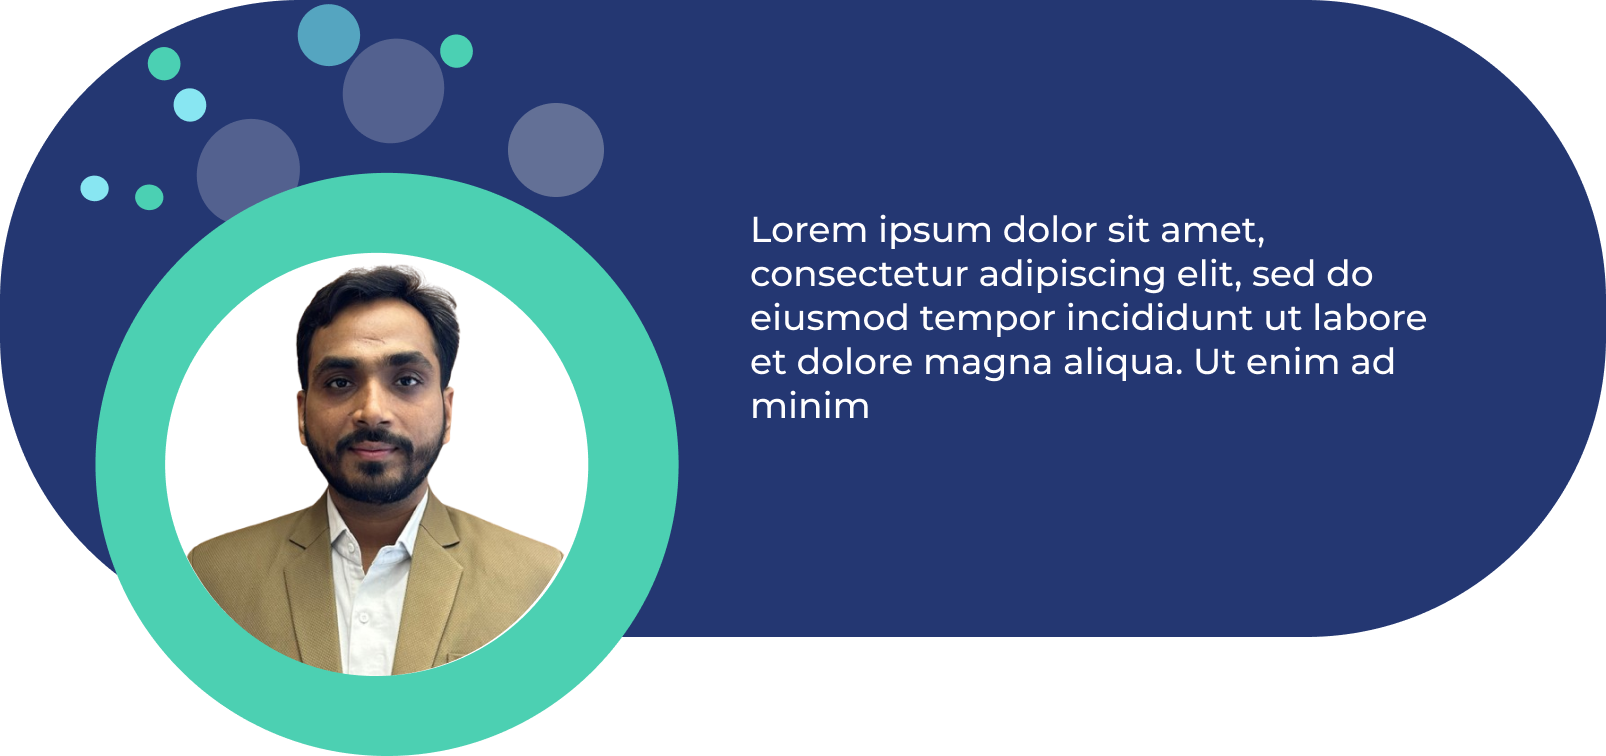 Lorem ipsum dolor sit amet,
consectetur adipiscing elit, sed do
eiusmod tempor incididunt ut labore
et dolore magna aliqua. Ut enim ad
minim